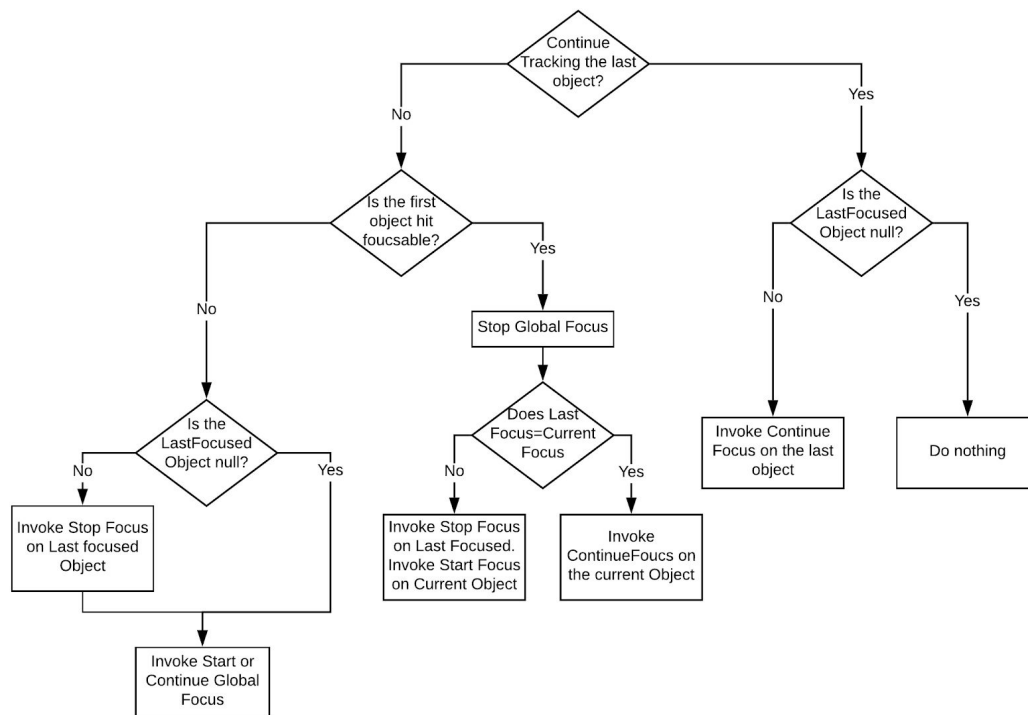 Continue
Tracking the last
object?
No
Yes
Is the first
object hit
foucsable?
Is the
LastFocused
Object null?
No
Yes
No
Yes
Stop Global Focus
Is the
LastFocused
Object null?
Does Last
Focus=Current
Focus
Invoke Continue
Focus on the last
object
Do nothing
No
Yes
No
Yes
Invoke Stop Focus
on Last focused
Object
Invoke Stop Focus
on Last Focused.
Invoke Start Focus
on Current Object
Invoke
ContinueFoucs on
the current Object
Invoke Start or
Continue Global
Focus